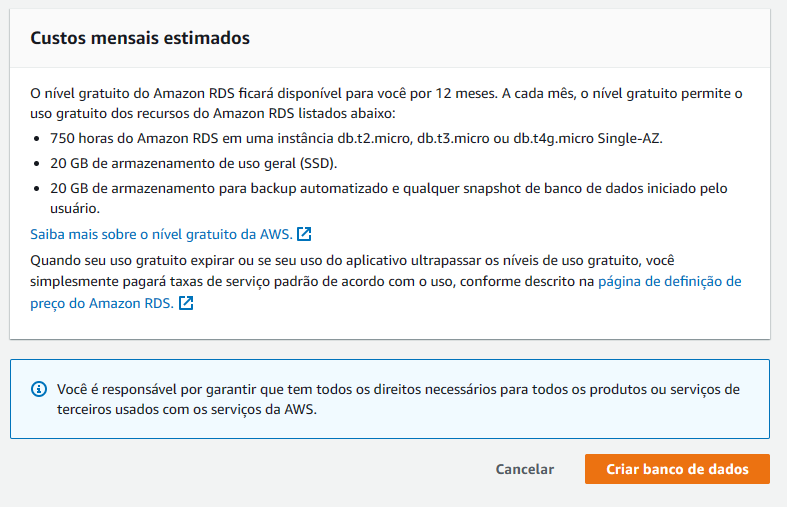 Custos mensais estimados
O nível gratuito do Amazon RDS ficará disponível para você por 12 meses. A cada mês, o nível gratuito permite o
uso gratuito dos recursos do Amazon RDS listados abaixo:
• 750 horas do Amazon RDS em uma instância db.t2.micro, db.t3.micro ou db.t4g.micro Single-AZ.
• 20 GB de armazenamento de uso geral (SSD).
• 20 GB de armazenamento para backup automatizado e qualquer snapshot de banco de dados iniciado pelo
usuário.
Saiba mais sobre o nível gratuito da AWS.
Quando seu uso gratuito expirar ou se seu uso do aplicativo ultrapassar os níveis de uso gratuito, você
simplesmente pagará taxas de serviço padrão de acordo com o uso, conforme descrito na página de definição de
preço do Amazon RDS.
Você é responsável por garantir que tem todos os direitos necessários para todos os produtos ou serviços de
terceiros usados com os serviços da AWS.
Cancelar
Criar banco de dados